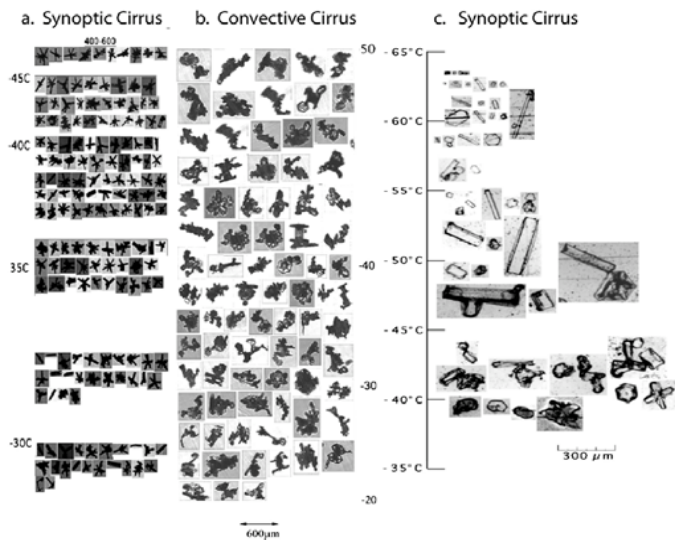 a. Synoptic Cirrus
b. Convective Cirrus
c. Synoptic Cirrus
400-600
-45C
-40C
35C
-30C
50
-40
-30
-20
600µm
- 65°C
- 60°C
- 55°C
- 50°C
- 45°C
- 40°C
- 35°C
300 µm